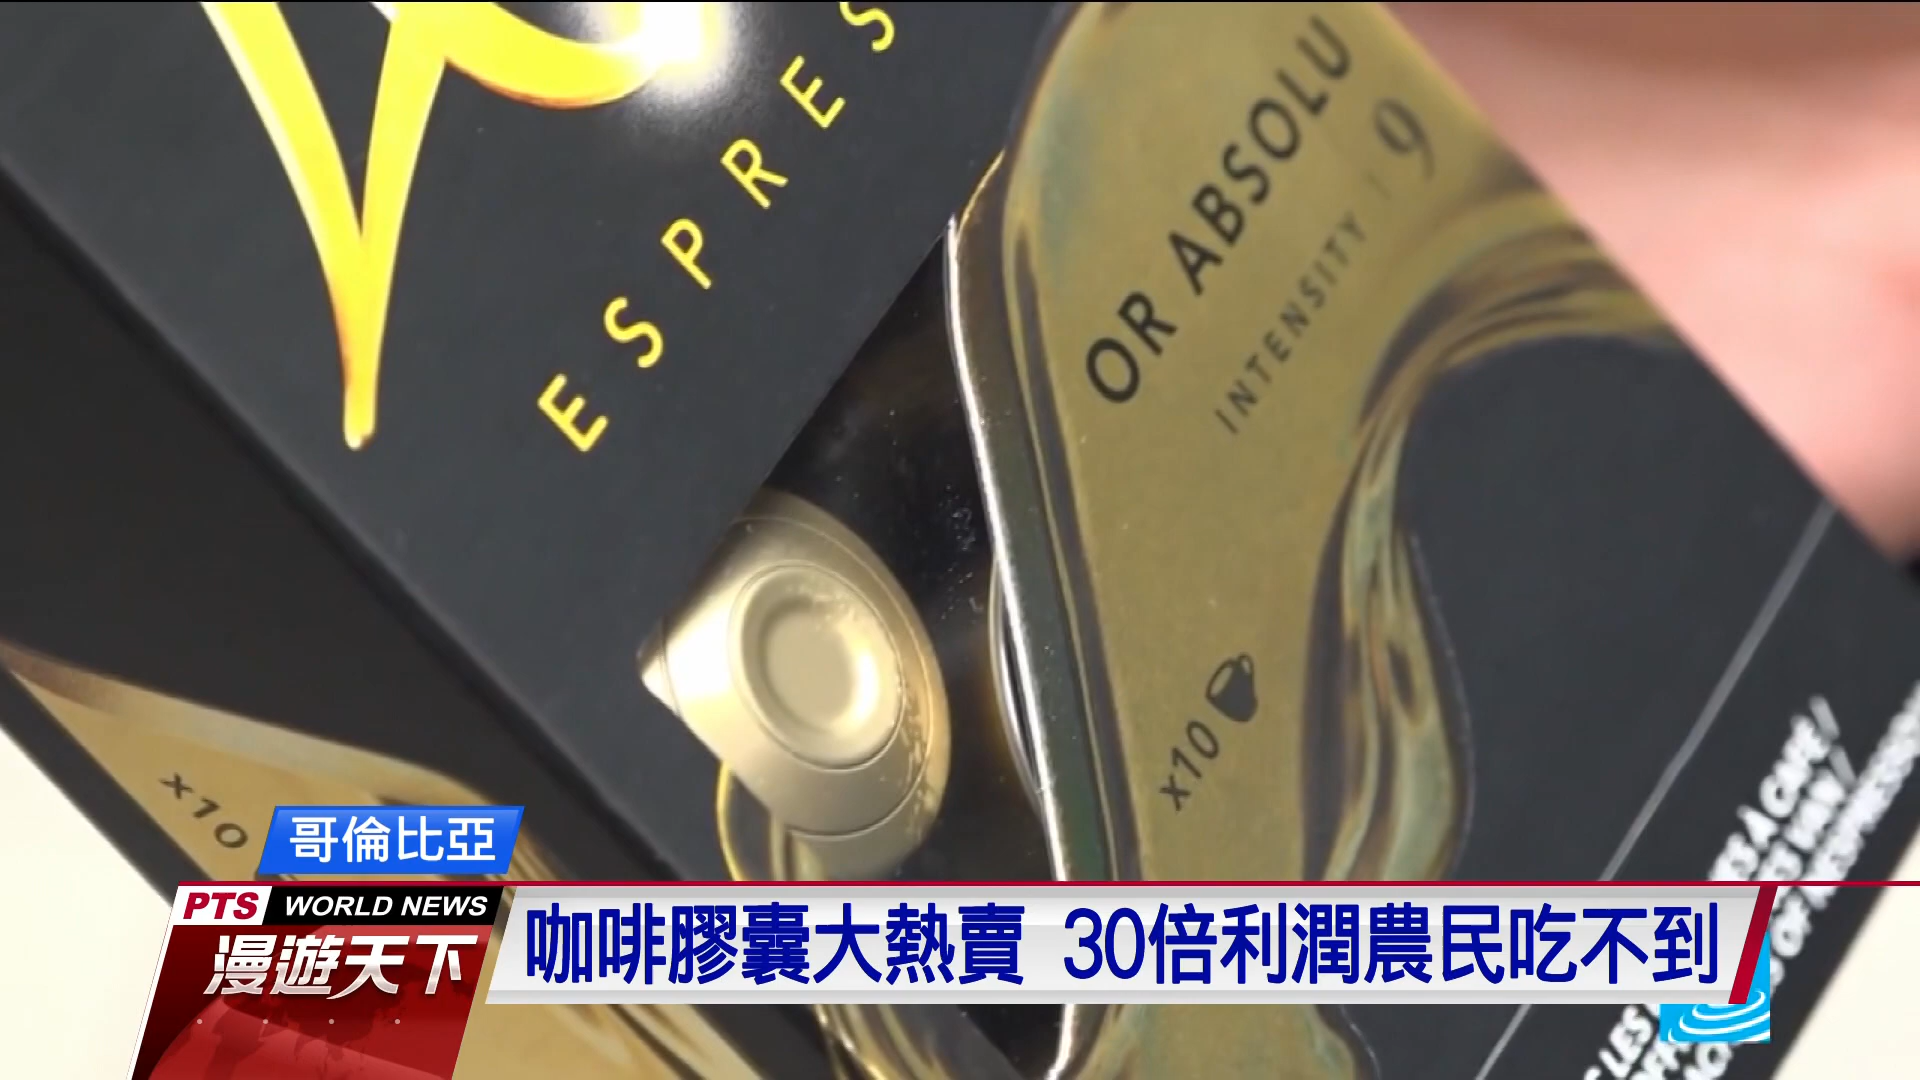 ESPRES
OR ABSOLU
INTENSITY | 9
x10
x10
哥倫比亞
PTS WORLD NEWS
漫遊天下
咖啡膠囊大熱賣 30倍利潤農民吃不到